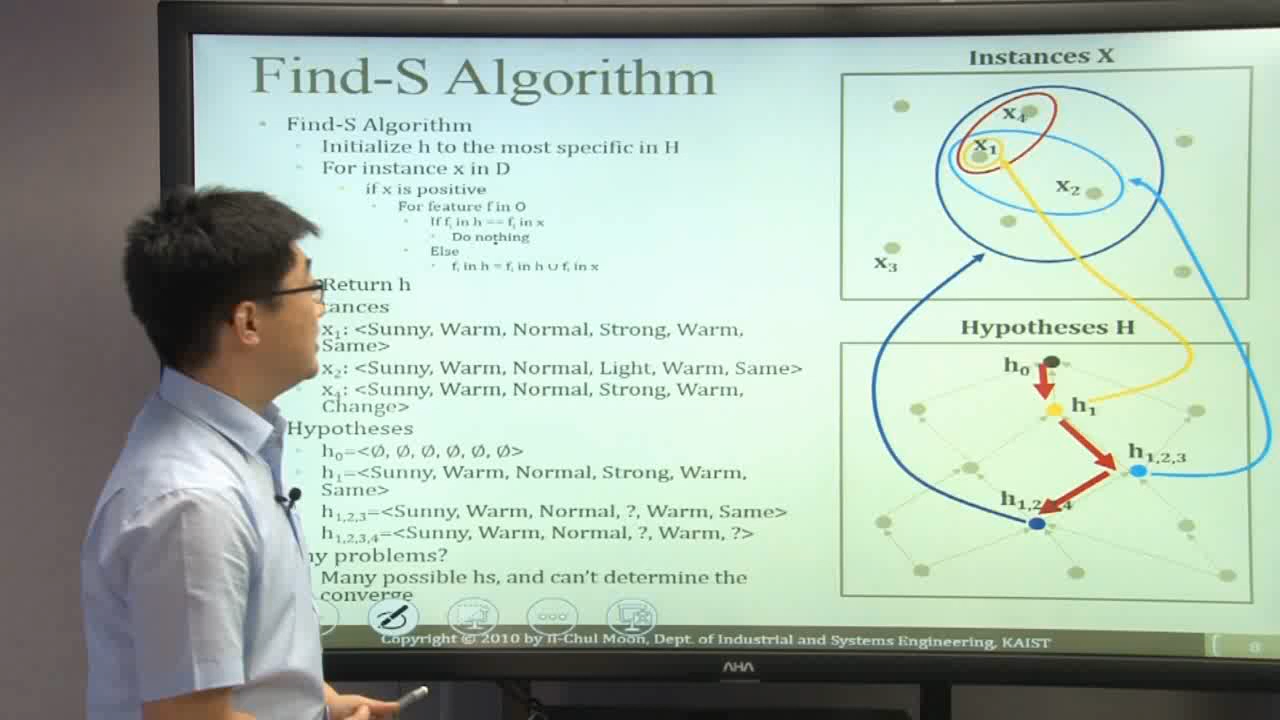 Find-S Algorithm
Find-S Algorithm
Initialize h to the most specific in H
For instance x in D
if x is positive
For feature f in O
If fi in h == fi in x
Do nothing
Else
fi in h = fi in h ∪ fi in x
Return h
tances
x1: <Sunny, Warm, Normal, Strong, Warm,
Same>
x2: <Sunny, Warm, Normal, Light, Warm, Same>
x4: <Sunny, Warm, Normal, Strong, Warm,
Change>
Hypotheses
h0=<∅, ∅, ∅, ∅, ∅, ∅>
h1=<Sunny, Warm, Normal, Strong, Warm,
Same>
h1,2,3=<Sunny, Warm, Normal, ?, Warm, Same>
h1,2,3,4=<Sunny, Warm, Normal, ?, Warm, ?>
ny problems?
Many possible hs, and can't determine the
converge
Instances X
x4
x1
x2
x3
Hypotheses H
h0
h1
h1,2,3
h1,2,3,4
Copyright © 2010 by Il-Chul Moon, Dept. of Industrial and Systems Engineering, KAIST
8
AHA